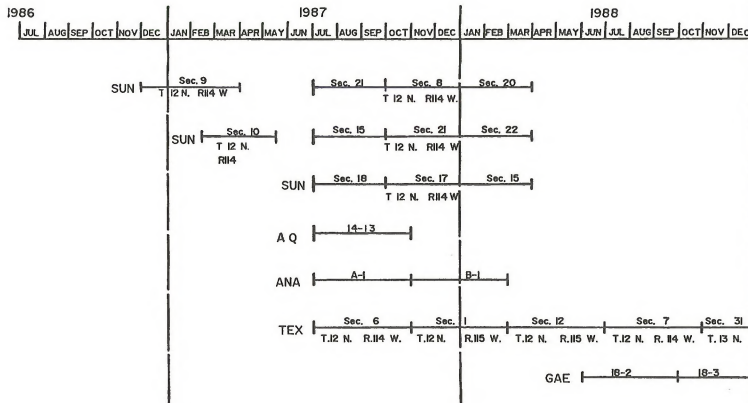 1986 1987 1988
JUL AUG SEP OCT NOV DEC JAN FEB MAR APR MAY JUN JUL AUG SEP OCT NOV DEC JAN FEB MAR APR MAY JUN JUL AUG SEP OCT NOV DEC
SUN Sec. 9 Sec. 21 Sec. 8 Sec. 20
T 12 N. R114 W T 12 N. R114 W.
SUN Sec. 10 Sec. 15 Sec. 21 Sec. 22
T 12 N. T 12 N. R114 W
R114
SUN Sec. 18 Sec. 17 Sec. 15
T 12 N. R114 W
A Q 14-13
ANA A-1 B-1
TEX Sec. 6 Sec. 1 Sec. 12 Sec. 7 Sec. 31
T.12 N. R.114 W. T.12 N. R.115 W. T.12 N. R.115 W. T.12 N. R. 114 W. T. 13 N.
GAE 16-2 18-3